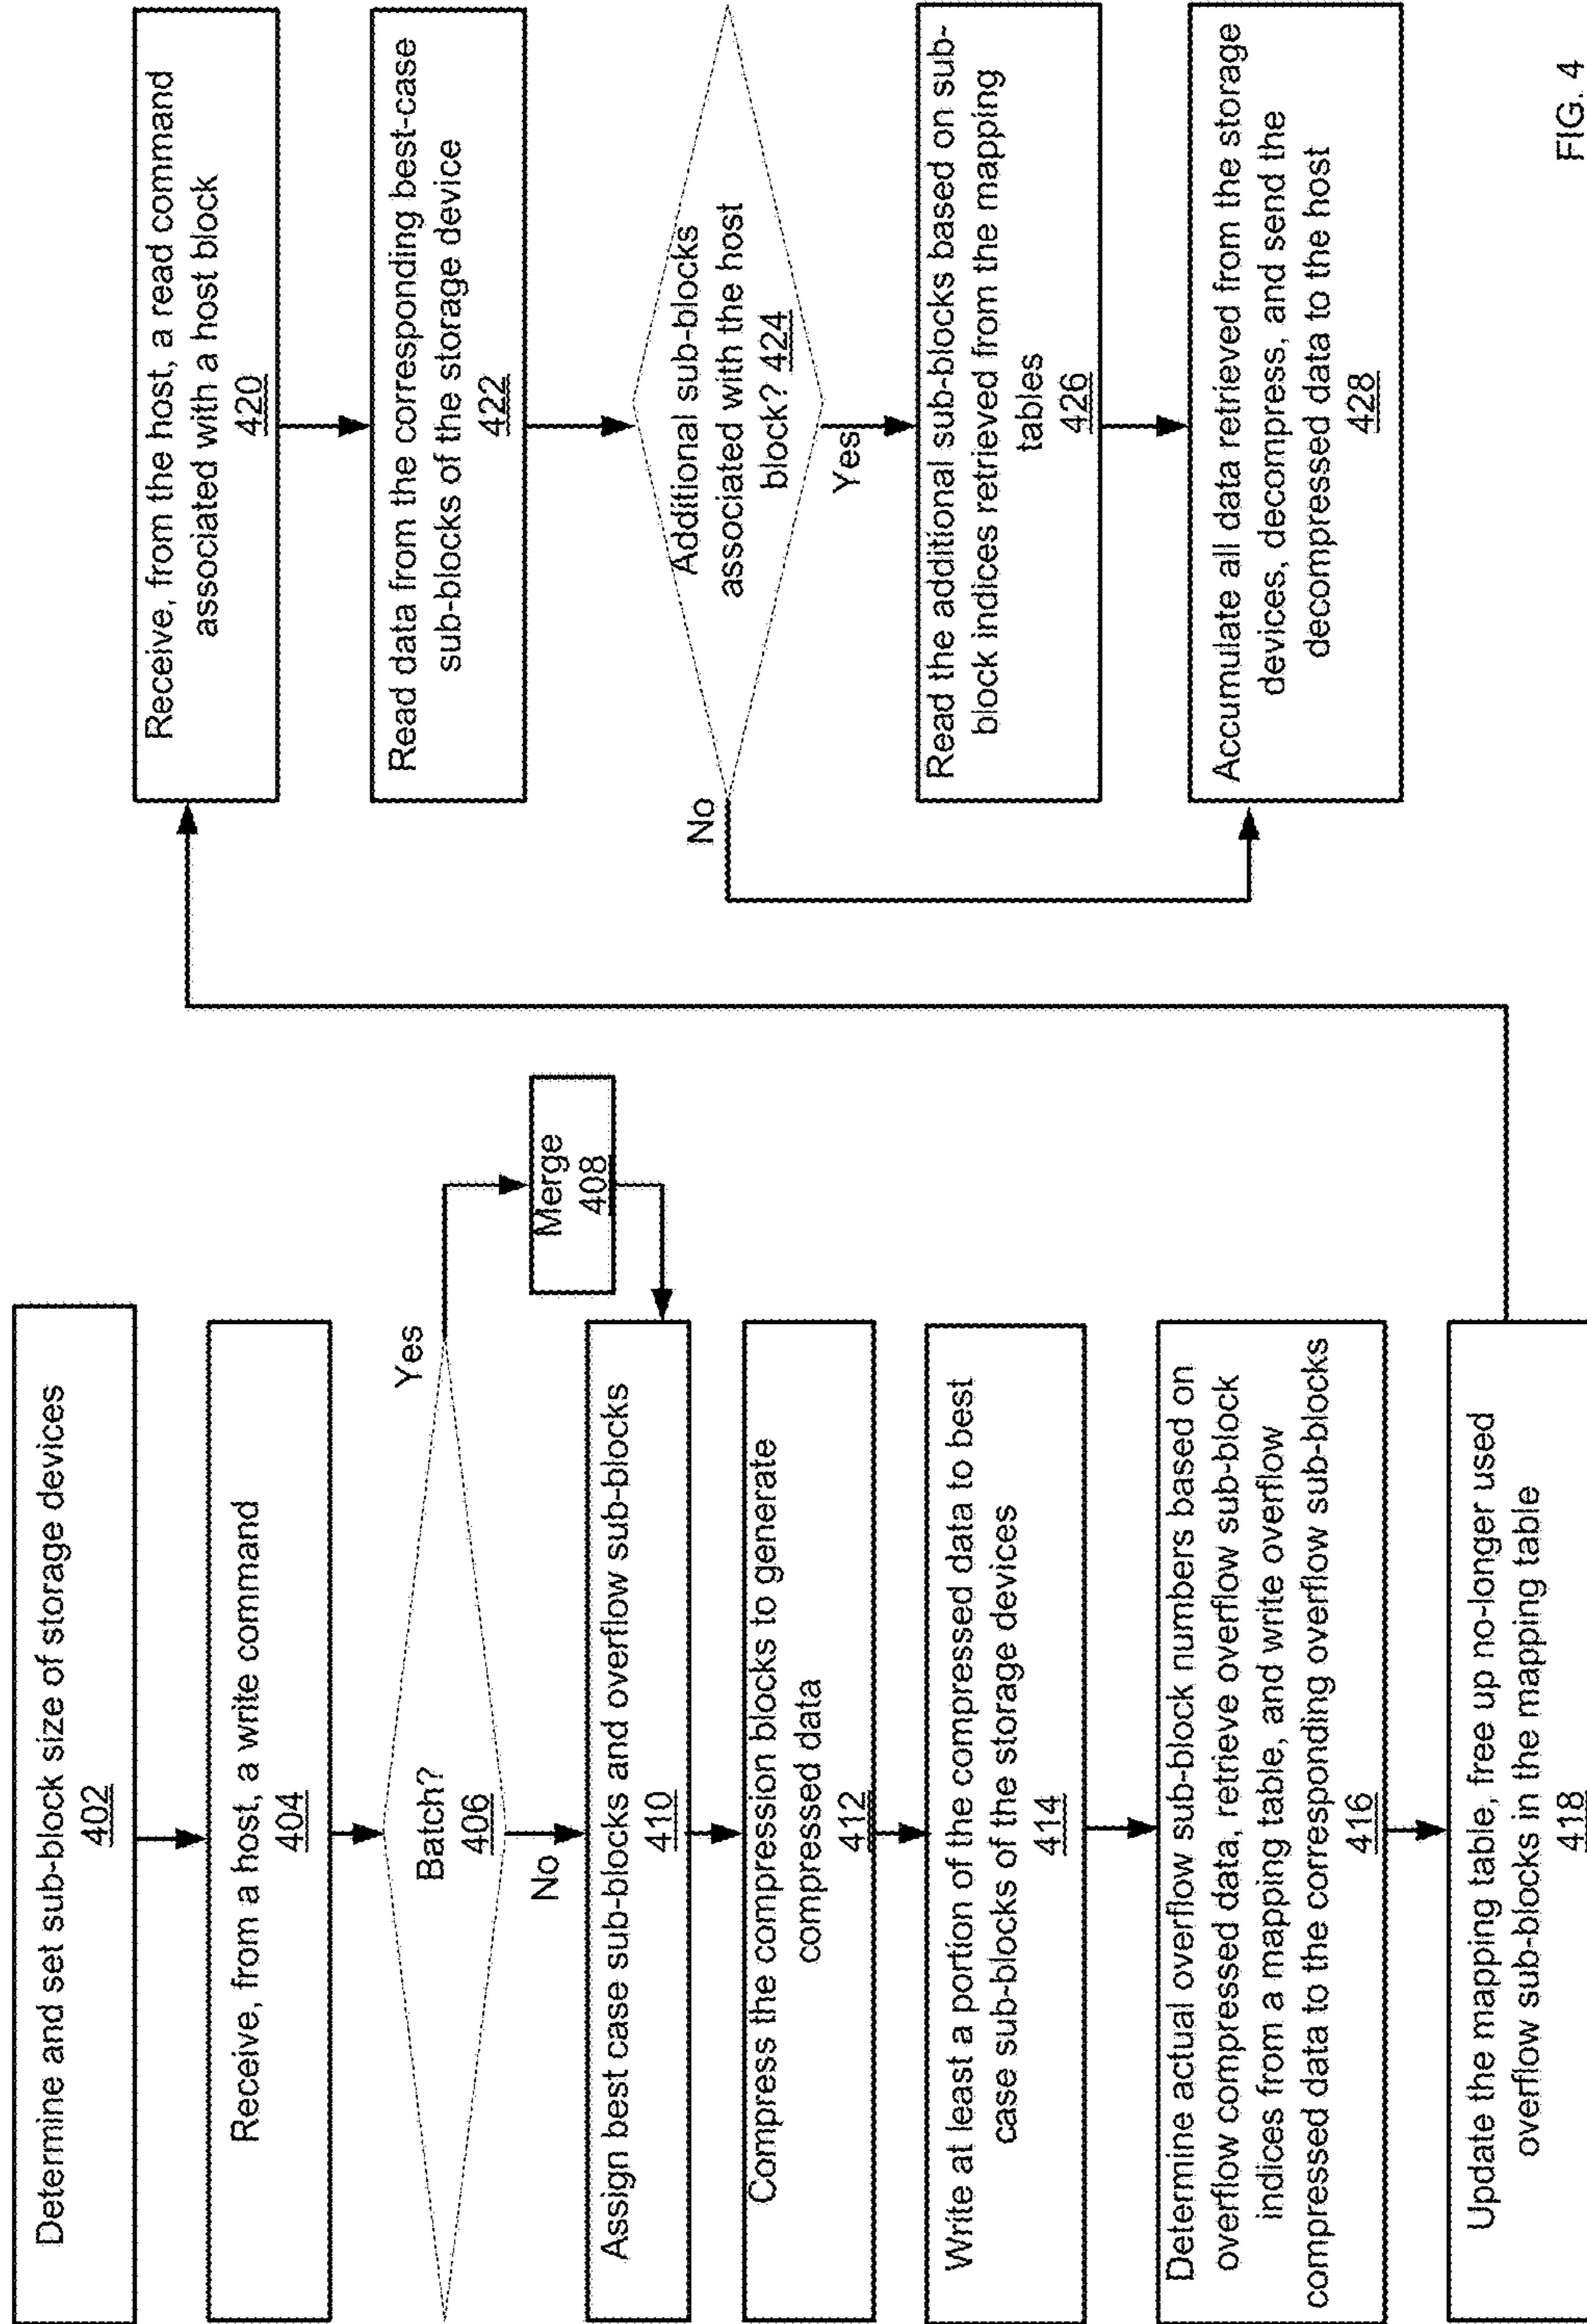 Determine and set sub-block size of storage devices
402
Receive, from a host, a write command
404
Batch?
406
Yes
No
Merge
408
Assign best case sub-blocks and overflow sub-blocks
410
Compress the compression blocks to generate
compressed data
412
Write at least a portion of the compressed data to best
case sub-blocks of the storage devices
414
Determine actual overflow sub-block numbers based on
overflow compressed data, retrieve overflow sub-block
indices from a mapping table, and write overflow
compressed data to the corresponding overflow sub-blocks
416
Update the mapping table, free up no-longer used
overflow sub-blocks in the mapping table
418
Receive, from the host, a read command
associated with a host block
420
Read data from the corresponding best-case
sub-blocks of the storage device
422
Additional sub-blocks
associated with the host
block? 424
No
Yes
Read the additional sub-blocks based on sub-
block indices retrieved from the mapping
tables
426
Accumulate all data retrieved from the storage
devices, decompress, and send the
decompressed data to the host
428
FIG. 4